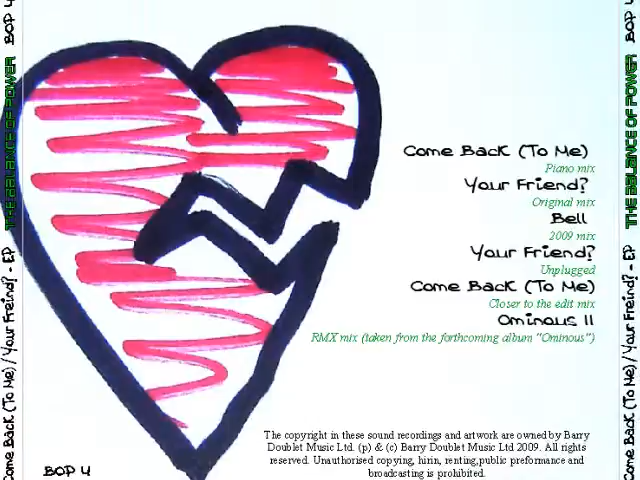 Come Back (To Me)
Piano mix
Your Friend?
Original mix
Bell
2009 mix
Your Friend?
Unplugged
Come Back (To Me)
Closer to the edit mix
Ominous II
RMX mix (taken from the forthcoming album "Ominous")
The copyright in these sound recordings and artwork are owned by Barry
Doublet Music Ltd. (p) & (c) Barry Doublet Music Ltd 2009. All rights
reserved. Unauthorised copying, hirin, renting,public preformance and
broadcasting is prohibited.
BOP 4
Come Back (To Me)/Your Freind? - EP THE BALANCE OF POWER BOP 4
Come Back (To Me)/Your Freind? - EP THE BALANCE OF POWER BOP 4